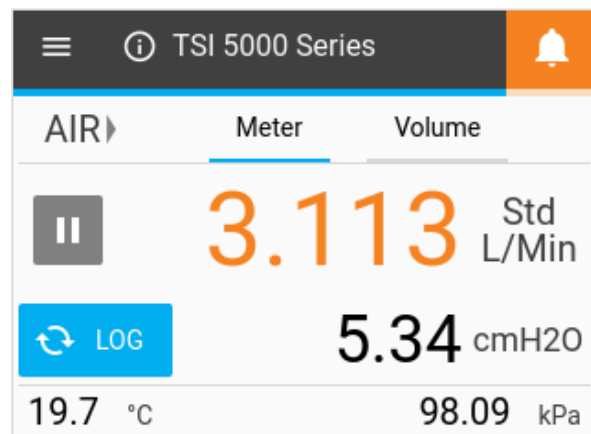 TSI 5000 Series
AIR Meter Volume
3.113 Std L/Min
LOG 5.34 cmH2O
19.7 °C 98.09 kPa